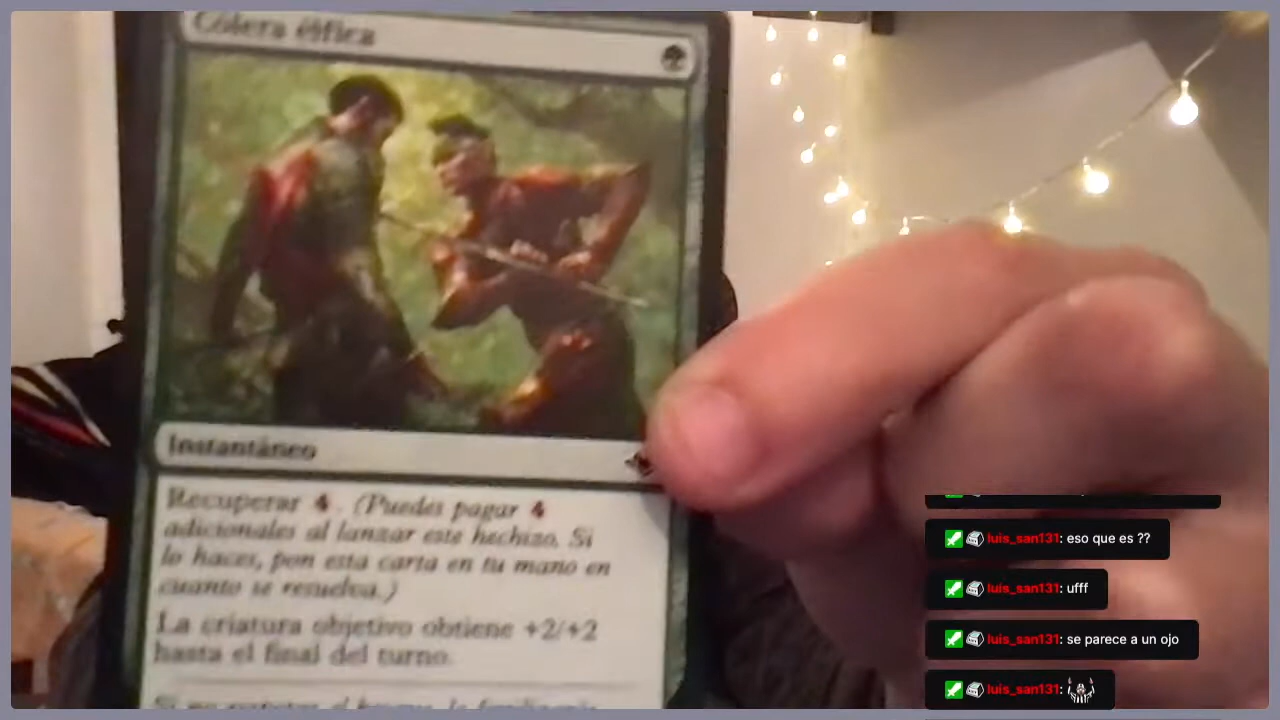 Cólera élfica
Instantáneo
Recuperar 4. (Puedes pagar 4
adicionales al lanzar este hechizo. Si
lo haces, pon esta carta en tu mano en
cuanto se resuelva.)
La criatura objetivo obtiene +2/+2
hasta el final del turno.
luis_san131: eso que es ??
luis_san131: ufff
luis_san131: se parece a un ojo
luis_san131: